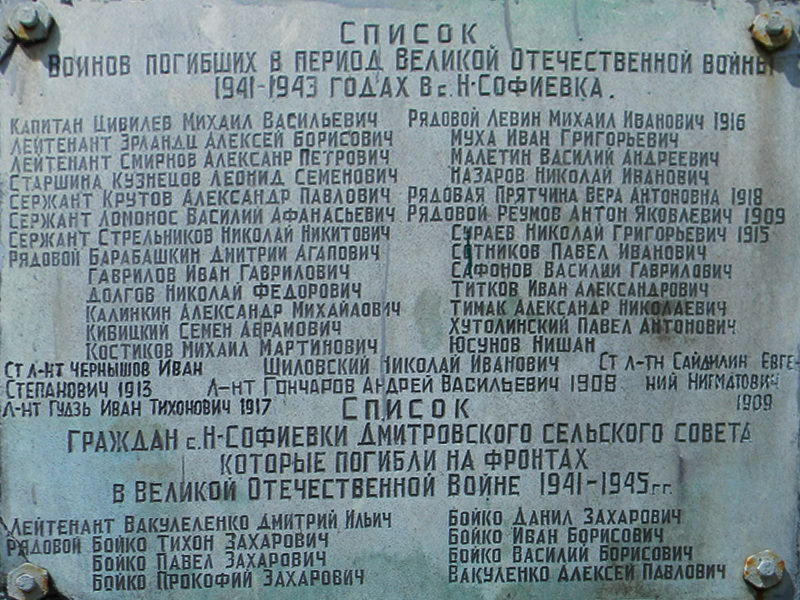 СПИСОК
ВОИНОВ ПОГИБШИХ В ПЕРИОД ВЕЛИКОЙ ОТЕЧЕСТВЕННОЙ ВОЙНЫ
1941-1943 ГОДАХ В с. Н-СОФИЕВКА.
КАПИТАН ЦИВИЛЕВ МИХАИЛ ВАСИЛЬЕВИЧ
ЛЕЙТЕНАНТ ЭРЛАНДЦ АЛЕКСЕЙ БОРИСОВИЧ
ЛЕЙТЕНАНТ СМИРНОВ АЛЕКСАНР ПЕТРОВИЧ
СТАРШИНА КУЗНЕЦОВ ЛЕОНИД СЕМЕНОВИЧ
СЕРЖАНТ КРУТОВ АЛЕКСАНДР ПАВЛОВИЧ
СЕРЖАНТ ЛОМОНОС ВАСИЛИЙ АФАНАСЬЕВИЧ
СЕРЖАНТ СТРЕЛЬНИКОВ НИКОЛАЙ НИКИТОВИЧ
РЯДОВОЙ БАРАБАШКИН ДМИТРИИ АГАПОВИЧ
ГАВРИЛОВ ИВАН ГАВРИЛОВИЧ
ДОЛГОВ НИКОЛАЙ ФЕДОРОВИЧ
КАЛИНКИН АЛЕКСАНДР МИХАЙЛОВИЧ
КИВИЦКИЙ СЕМЕН АВРАМОВИЧ
КОСТИКОВ МИХАИЛ МАРТИНОВИЧ
РЯДОВОЙ ЛЕВИН МИХАИЛ ИВАНОВИЧ 1916
МУХА ИВАН ГРИГОРЬЕВИЧ
МАЛЕТИН ВАСИЛИЙ АНДРЕЕВИЧ
НАЗАРОВ НИКОЛАЙ ИВАНОВИЧ
РЯДОВАЯ ПРЯТЧИНА ВЕРА АНТОНОВНА 1918
РЯДОВОЙ РЕУМОВ АНТОН ЯКОВЛЕВИЧ 1909
СУРАЕВ НИКОЛАЙ ГРИГОРЬЕВИЧ 1915
СОТНИКОВ ПАВЕЛ ИВАНОВИЧ
САФОНОВ ВАСИЛИИ ГАВРИЛОВИЧ
ТИТКОВ ИВАН АЛЕКСАНДРОВИЧ
ТИМАК АЛЕКСАНДР НИКОЛАЕВИЧ
ХУТОЛИНСКИЙ ПАВЕЛ АНТОНОВИЧ
ЮСУНОВ НИШАН
СТ Л-НТ ЧЕРНЫШОВ ИВАН ШИЛОВСКИЙ НИКОЛАЙ ИВАНОВИЧ СТ Л-ТН САЙДИЛИН ЕВГЕ-
СТЕПАНОВИЧ 1913 Л-НТ ГОНЧАРОВ АНДРЕЙ ВАСИЛЬЕВИЧ 1908 НИЙ НИГМАТОВИЧ
Л-НТ ГУДЗЬ ИВАН ТИХОНОВИЧ 1917 1909
СПИСОК
ГРАЖДАН с. Н-СОФИЕВКИ ДМИТРОВСКОГО СЕЛЬСКОГО СОВЕТА
КОТОРЫЕ ПОГИБЛИ НА ФРОНТАХ
В ВЕЛИКОЙ ОТЕЧЕСТВЕННОЙ ВОЙНЕ 1941-1945 гг.
ЛЕЙТЕНАНТ ВАКУЛЕЛЕНКО ДМИТРИЙ ИЛЬИЧ
РЯДОВОЙ БОЙКО ТИХОН ЗАХАРОВИЧ
БОЙКО ПАВЕЛ ЗАХАРОВИЧ
БОЙКО ПРОКОФИЙ ЗАХАРОВИЧ
БОЙКО ДАНИЛ ЗАХАРОВИЧ
БОЙКО ИВАН БОРИСОВИЧ
БОЙКО ВАСИЛИЙ БОРИСОВИЧ
ВАКУЛЕНКО АЛЕКСЕЙ ПАВЛОВИЧ